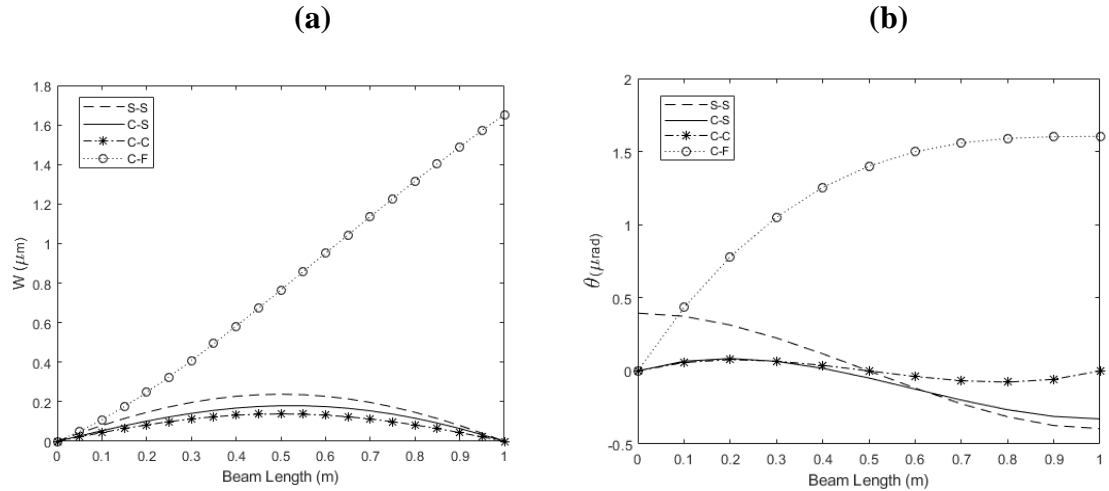 (a)
1.8
1.6
1.4
1.2
1
0.8
0.6
0.4
0.2
0
W (μm)
S-S
C-S
C-C
C-F
0 0.1 0.2 0.3 0.4 0.5 0.6 0.7 0.8 0.9 1
Beam Length (m)
(b)
2
1.5
1
0.5
0
-0.5
θ (μrad)
S-S
C-S
C-C
C-F
0 0.1 0.2 0.3 0.4 0.5 0.6 0.7 0.8 0.9 1
Beam Length (m)